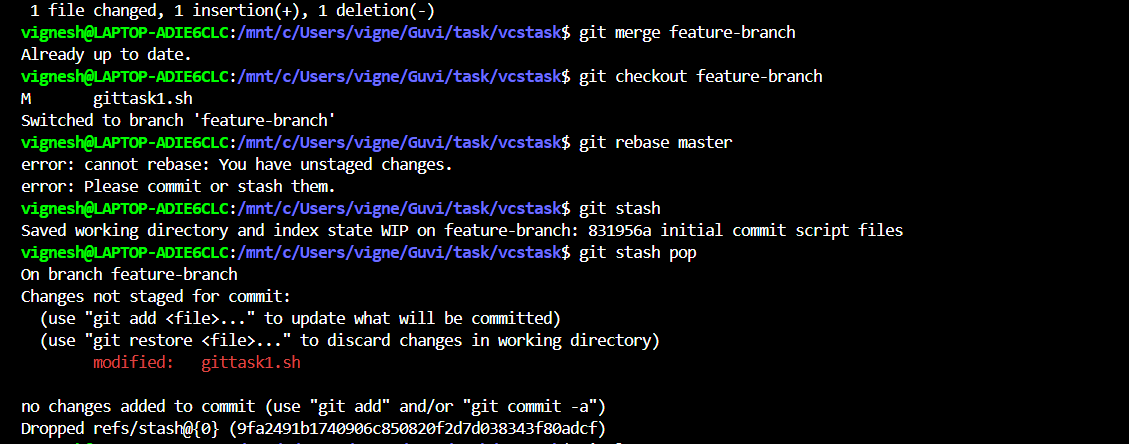 1 file changed, 1 insertion(+), 1 deletion(-)
vignesh@LAPTOP-ADIE6CLC:/mnt/c/Users/vigne/Guvi/task/vcstask$ git merge feature-branch
Already up to date.
vignesh@LAPTOP-ADIE6CLC:/mnt/c/Users/vigne/Guvi/task/vcstask$ git checkout feature-branch
M       gittask1.sh
Switched to branch 'feature-branch'
vignesh@LAPTOP-ADIE6CLC:/mnt/c/Users/vigne/Guvi/task/vcstask$ git rebase master
error: cannot rebase: You have unstaged changes.
error: Please commit or stash them.
vignesh@LAPTOP-ADIE6CLC:/mnt/c/Users/vigne/Guvi/task/vcstask$ git stash
Saved working directory and index state WIP on feature-branch: 831956a initial commit script files
vignesh@LAPTOP-ADIE6CLC:/mnt/c/Users/vigne/Guvi/task/vcstask$ git stash pop
On branch feature-branch
Changes not staged for commit:
  (use "git add <file>..." to update what will be committed)
  (use "git restore <file>..." to discard changes in working directory)
        modified:   gittask1.sh

no changes added to commit (use "git add" and/or "git commit -a")
Dropped refs/stash@{0} (9fa2491b1740906c850820f2d7d038343f80adcf)